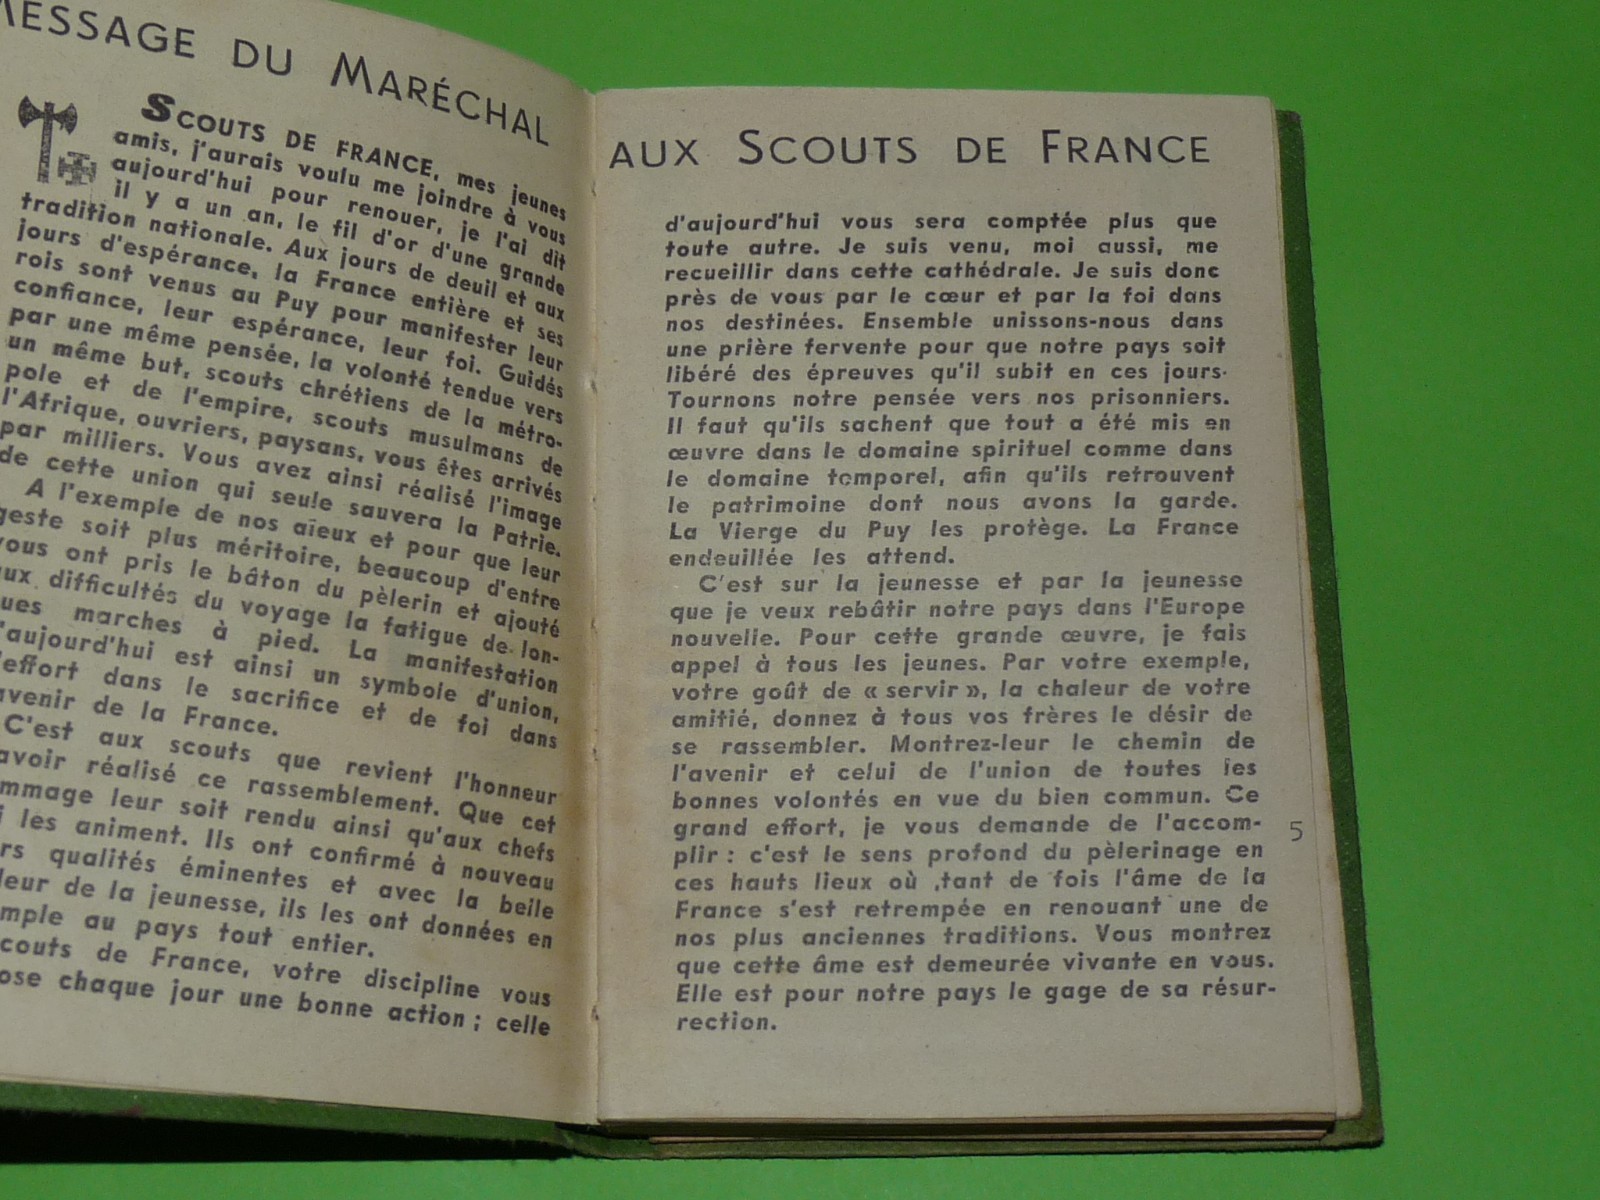 MESSAGE DU MARÉCHAL
SCOUTS DE FRANCE, mes jeunes
amis, j'aurais voulu me joindre à vous
aujourd'hui pour renouer, je l'ai dit
il y a un an, le fil d'or d'une grande
tradition nationale. Aux jours de deuil et aux
jours d'espérance, la France entière et ses
rois sont venus au Puy pour manifester leur
confiance, leur espérance, leur foi. Guidés
par une même pensée, la volonté tendue vers
un même but, scouts chrétiens de la métro-
pole et de l'empire, scouts musulmans de
l'Afrique, ouvriers, paysans, vous êtes arrivés
par milliers. Vous avez ainsi réalisé l'image
de cette union qui seule sauvera la Patrie.
A l'exemple de nos aïeux et pour que leur
geste soit plus méritoire, beaucoup d'entre
vous ont pris le bâton du pèlerin et ajouté
aux difficultés du voyage la fatigue de lon-
gues marches à pied. La manifestation
d'aujourd'hui est ainsi un symbole d'union,
d'effort dans le sacrifice et de foi dans
l'avenir de la France.
C'est aux scouts que revient l'honneur
avoir réalisé ce rassemblement. Que cet
mmage leur soit rendu ainsi qu'aux chefs
i les animent. Ils ont confirmé à nouveau
rs qualités éminentes et avec la belle
leur de la jeunesse, ils les ont données en
mple au pays tout entier.
couts de France, votre discipline vous
ose chaque jour une bonne action ; celle
AUX SCOUTS DE FRANCE
d'aujourd'hui vous sera comptée plus que
toute autre. Je suis venu, moi aussi, me
recueillir dans cette cathédrale. Je suis donc
près de vous par le cœur et par la foi dans
nos destinées. Ensemble unissons-nous dans
une prière fervente pour que notre pays soit
libéré des épreuves qu'il subit en ces jours.
Tournons notre pensée vers nos prisonniers.
Il faut qu'ils sachent que tout a été mis en
œuvre dans le domaine spirituel comme dans
le domaine temporel, afin qu'ils retrouvent
le patrimoine dont nous avons la garde.
La Vierge du Puy les protège. La France
endeuillée les attend.
C'est sur la jeunesse et par la jeunesse
que je veux rebâtir notre pays dans l'Europe
nouvelle. Pour cette grande œuvre, je fais
appel à tous les jeunes. Par votre exemple,
votre goût de « servir », la chaleur de votre
amitié, donnez à tous vos frères le désir de
se rassembler. Montrez-leur le chemin de
l'avenir et celui de l'union de toutes les
bonnes volontés en vue du bien commun. Ce
grand effort, je vous demande de l'accom-
plir : c'est le sens profond du pèlerinage en
ces hauts lieux où tant de fois l'âme de la
France s'est retrempée en renouant une de
nos plus anciennes traditions. Vous montrez
que cette âme est demeurée vivante en vous.
Elle est pour notre pays le gage de sa résur-
rection.
5